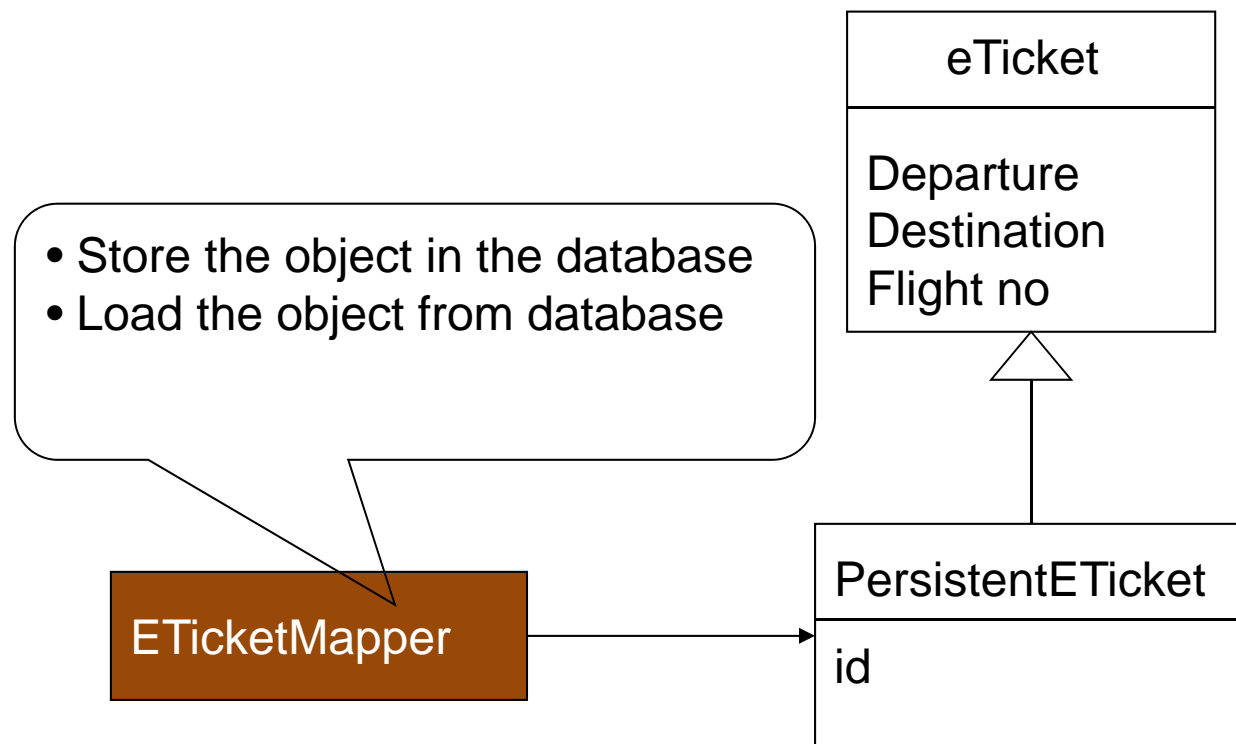 eTicket
Departure
Destination
Flight no
• Store the object in the database
• Load the object from database
ETicketMapper
PersistentETicket
id